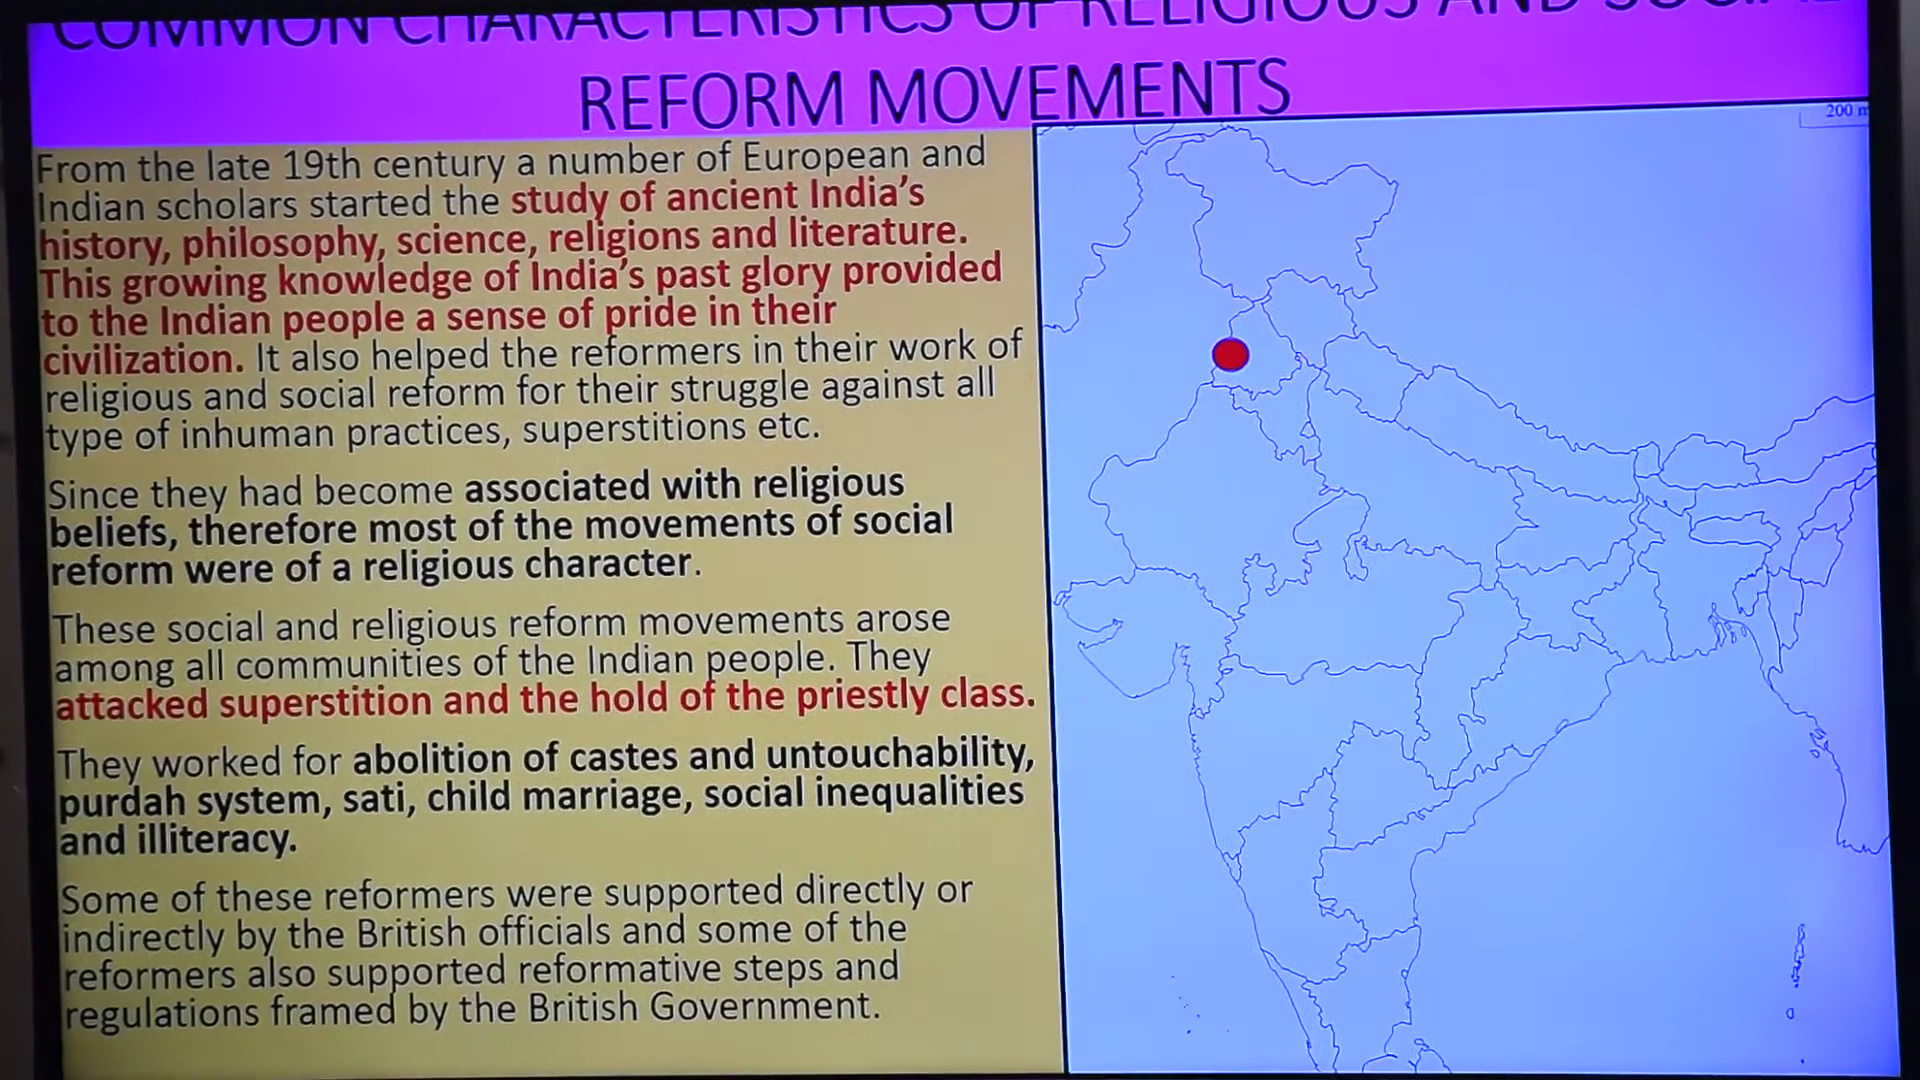 COMMON CHARACTERISTICS OF RELIGIOUS AND SOCIAL
REFORM MOVEMENTS
200 m
From the late 19th century a number of European and
Indian scholars started the study of ancient India's
history, philosophy, science, religions and literature.
This growing knowledge of India's past glory provided
to the Indian people a sense of pride in their
civilization. It also helped the reformers in their work of
religious and social reform for their struggle against all
type of inhuman practices, superstitions etc.
Since they had become associated with religious
beliefs, therefore most of the movements of social
reform were of a religious character.
These social and religious reform movements arose
among all communities of the Indian people. They
attacked superstition and the hold of the priestly class.
They worked for abolition of castes and untouchability,
purdah system, sati, child marriage, social inequalities
and illiteracy.
Some of these reformers were supported directly or
indirectly by the British officials and some of the
reformers also supported reformative steps and
regulations framed by the British Government.